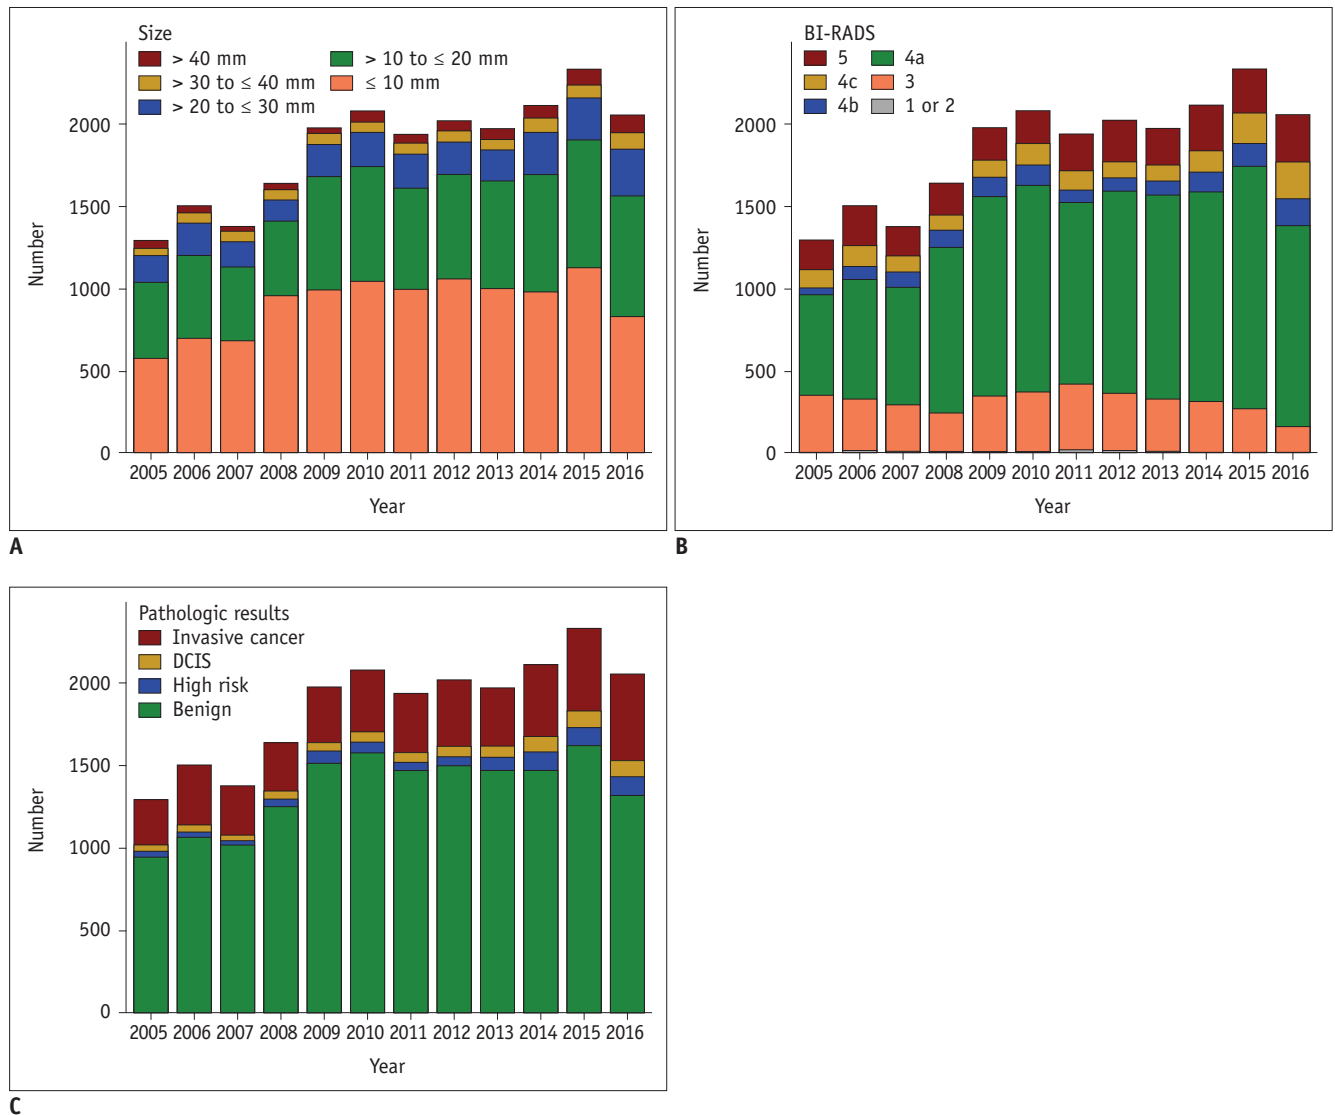 Size
> 40 mm
> 10 to ≤ 20 mm
> 30 to ≤ 40 mm
≤ 10 mm
> 20 to ≤ 30 mm
Number
2000
1500
1000
500
0
2005 2006 2007 2008 2009 2010 2011 2012 2013 2014 2015 2016
Year
A
BI-RADS
5
4a
4c
3
4b
1 or 2
Number
2000
1500
1000
500
0
2005 2006 2007 2008 2009 2010 2011 2012 2013 2014 2015 2016
Year
B
Pathologic results
Invasive cancer
DCIS
High risk
Benign
Number
2000
1500
1000
500
0
2005 2006 2007 2008 2009 2010 2011 2012 2013 2014 2015 2016
Year
C